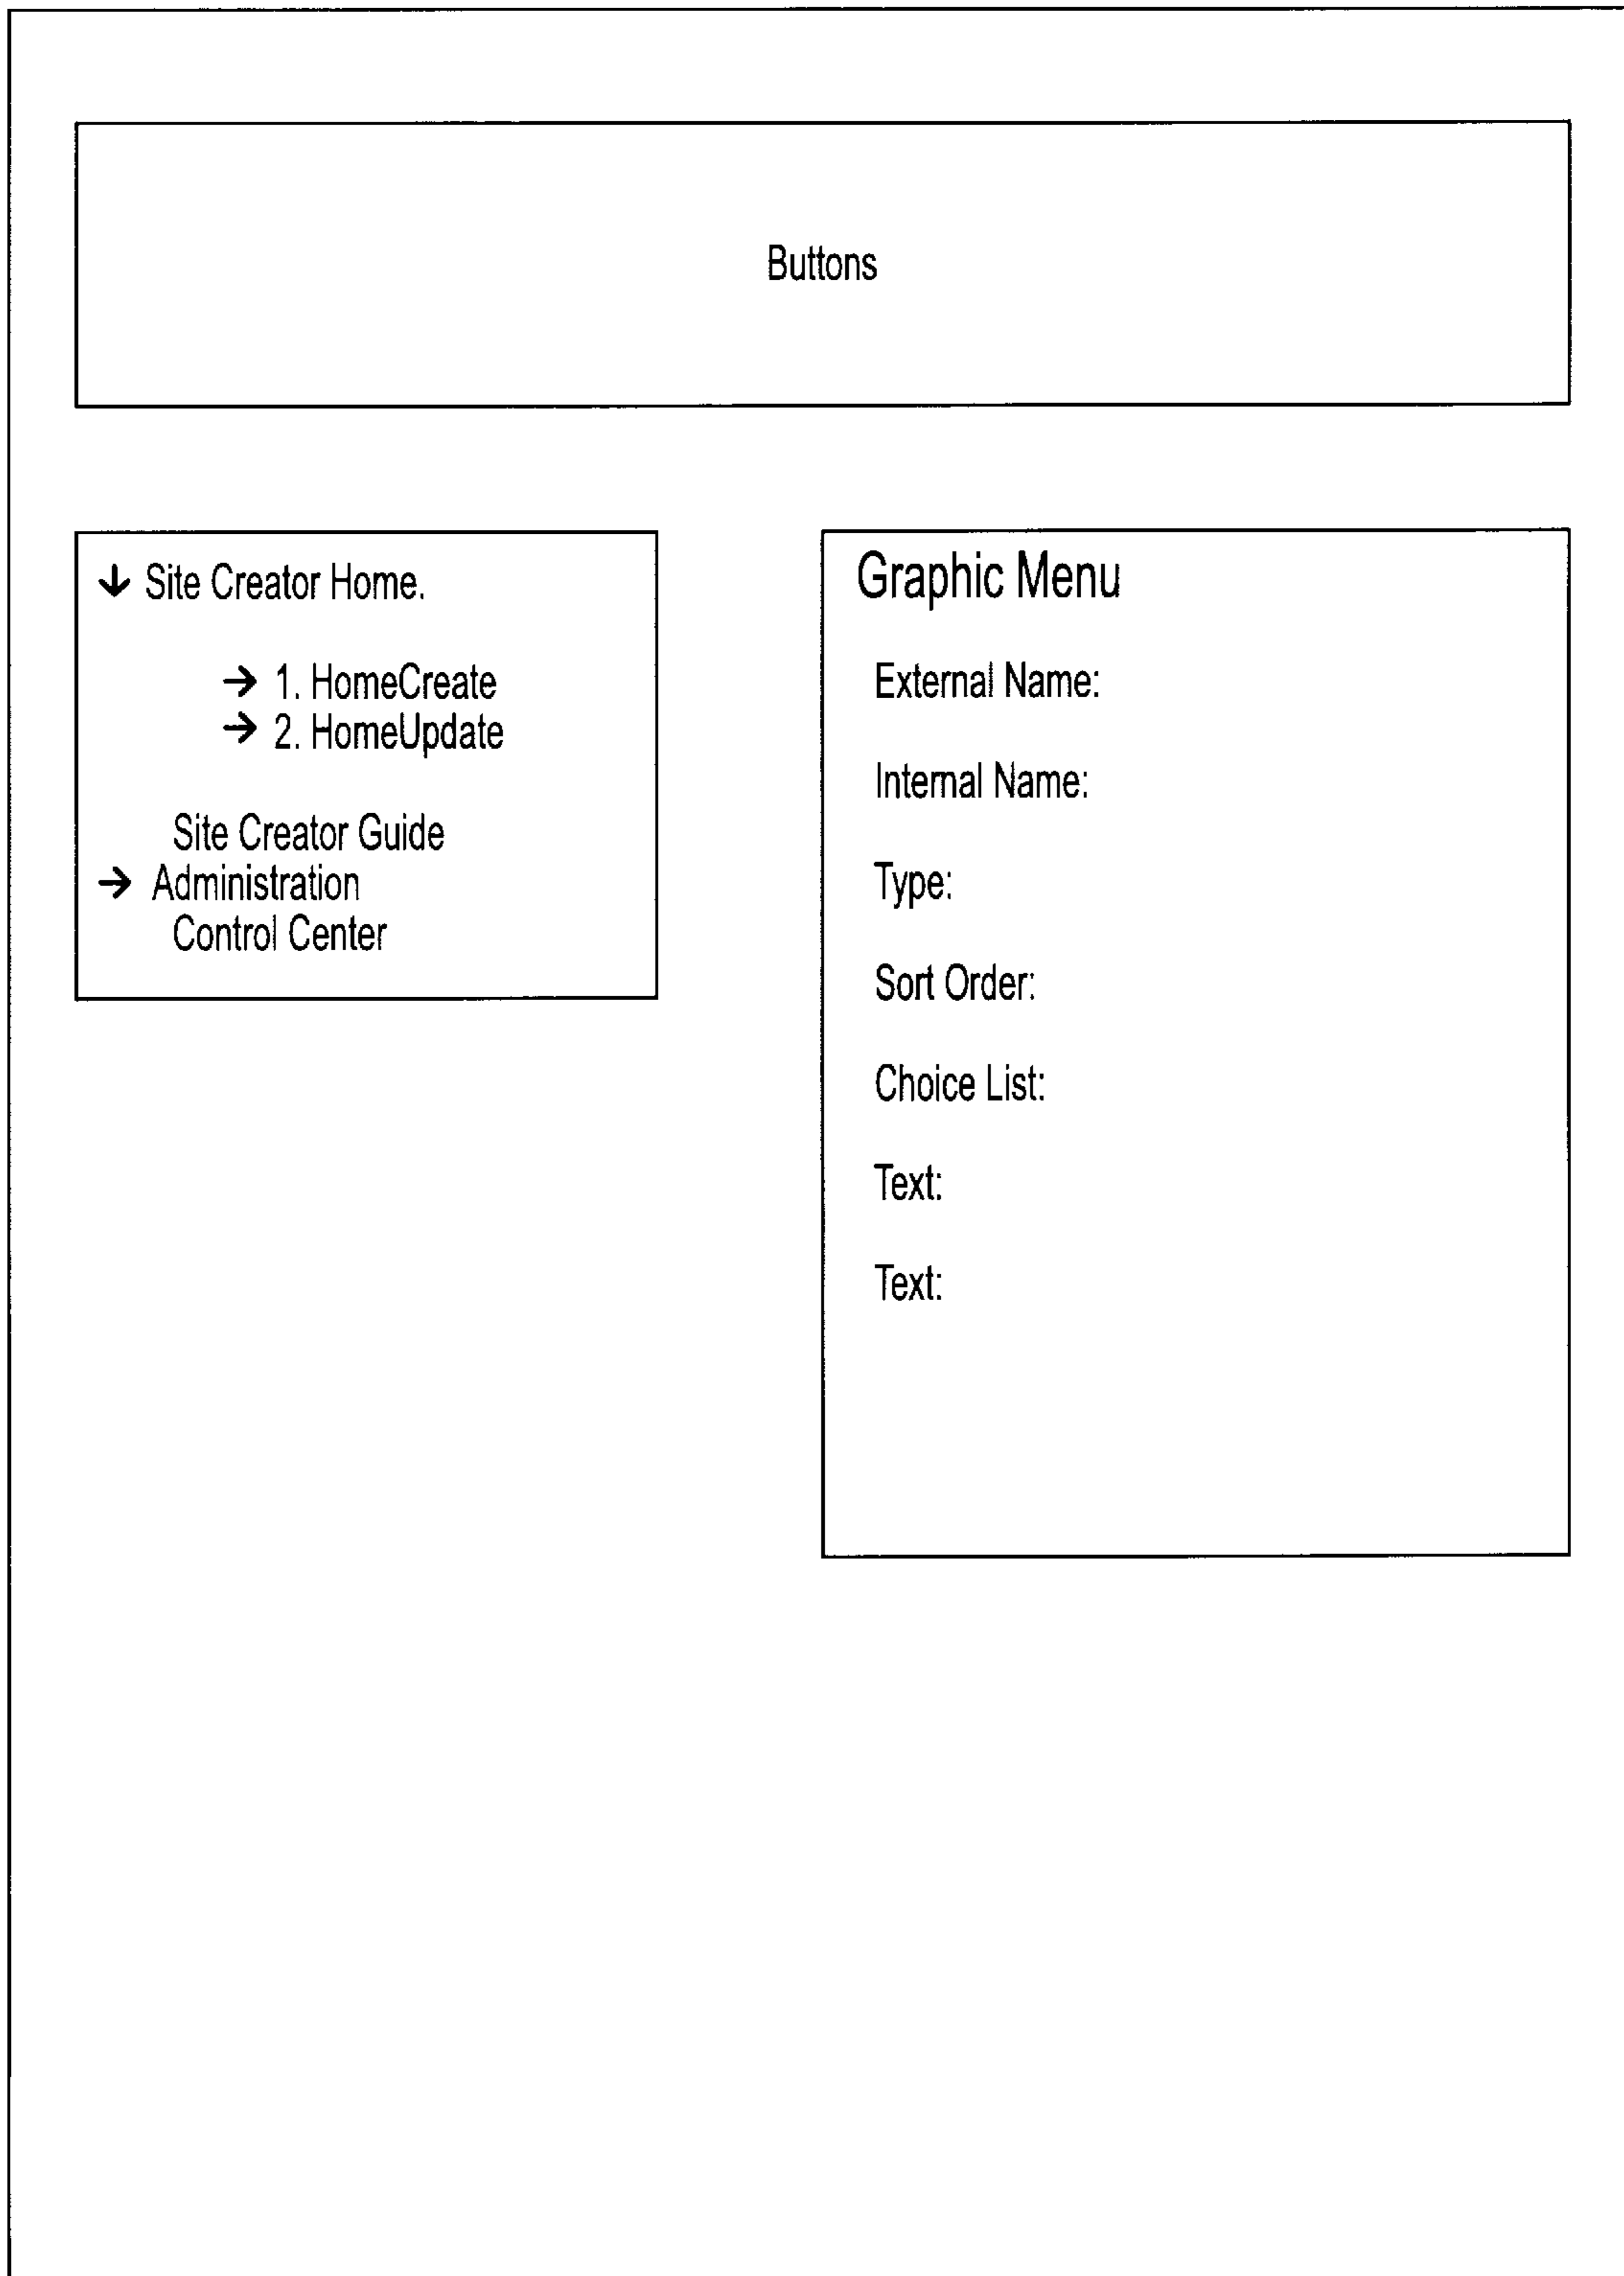 Buttons
↓ Site Creator Home.
→ 1. HomeCreate
→ 2. HomeUpdate
Site Creator Guide
→ Administration
Control Center
Graphic Menu
External Name:
Internal Name:
Type:
Sort Order:
Choice List:
Text:
Text: